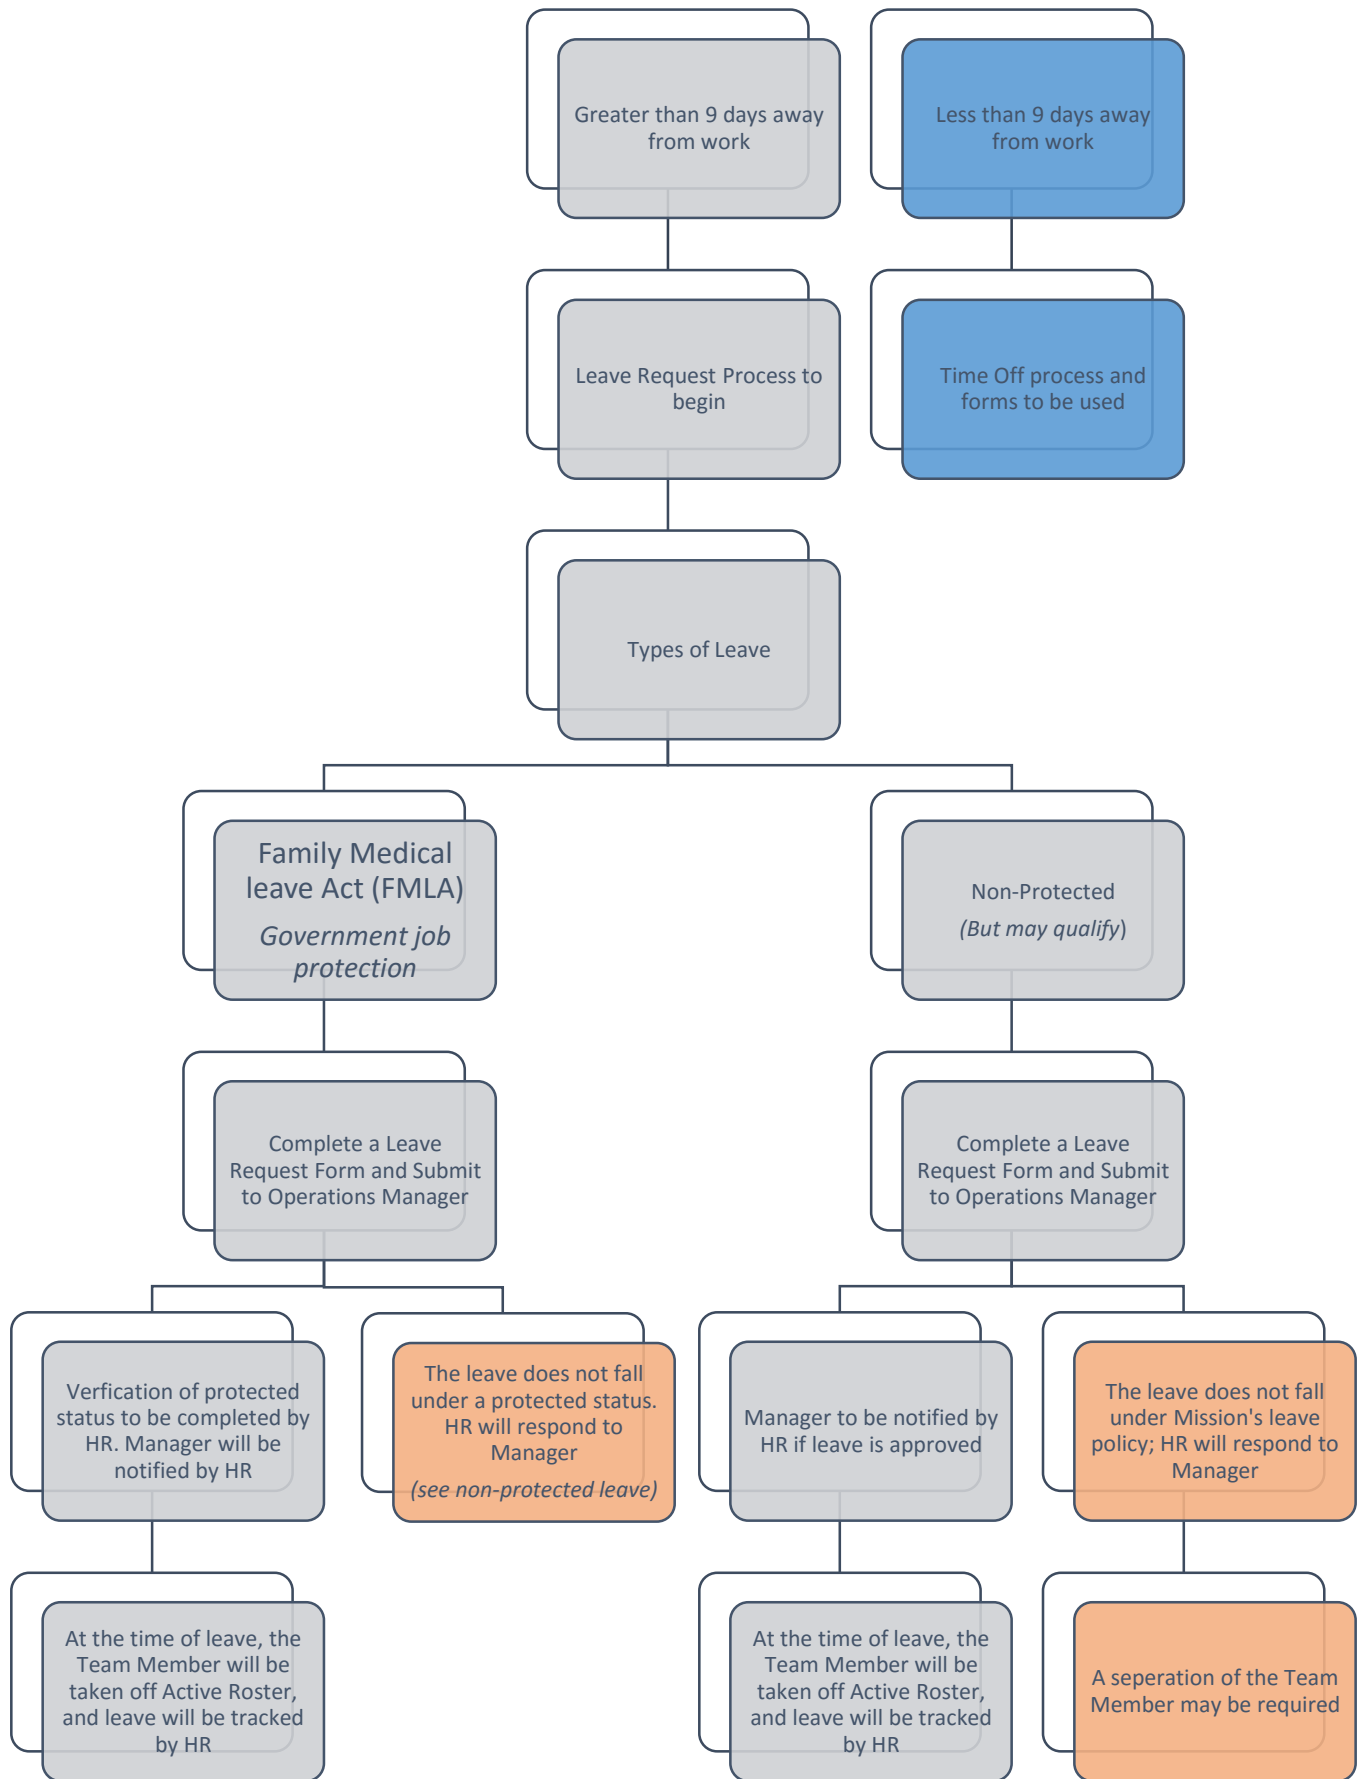 Greater than 9 days away
from work
Less than 9 days away
from work
Leave Request Process to
begin
Time Off process and
forms to be used
Types of Leave
Family Medical
leave Act (FMLA)
Government job
protection
Non-Protected
(But may qualify)
Complete a Leave
Request Form and Submit
to Operations Manager
Complete a Leave
Request Form and Submit
to Operations Manager
Verfication of protected
status to be completed by
HR. Manager will be
notified by HR
The leave does not fall
under a protected status.
HR will respond to
Manager
(see non-protected leave)
Manager to be notified by
HR if leave is approved
The leave does not fall
under Mission's leave
policy; HR will respond to
Manager
At the time of leave, the
Team Member will be
taken off Active Roster,
and leave will be tracked
by HR
At the time of leave, the
Team Member will be
taken off Active Roster,
and leave will be tracked
by HR
A seperation of the Team
Member may be required